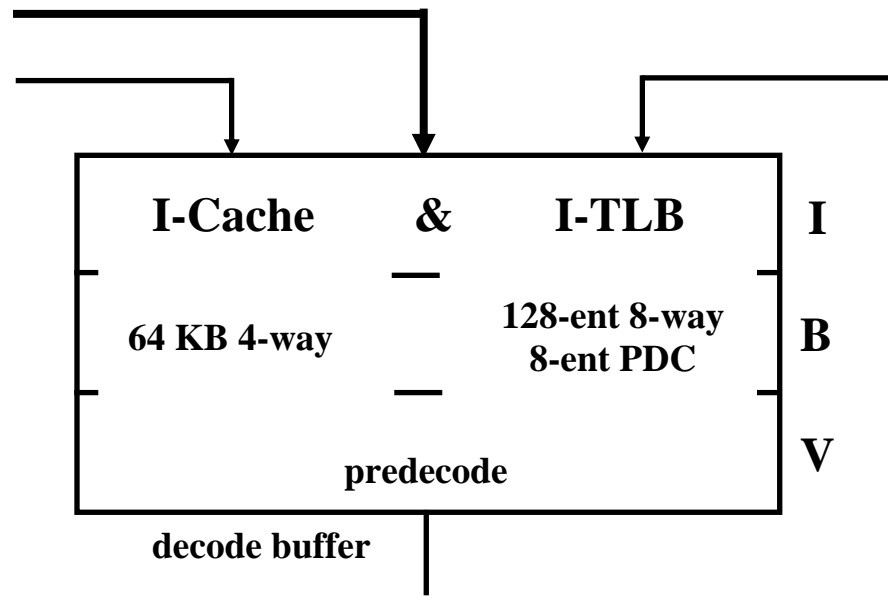 I-Cache & I-TLB I
64 KB 4-way
128-ent 8-way
8-ent PDC
B
predecode
V
decode buffer